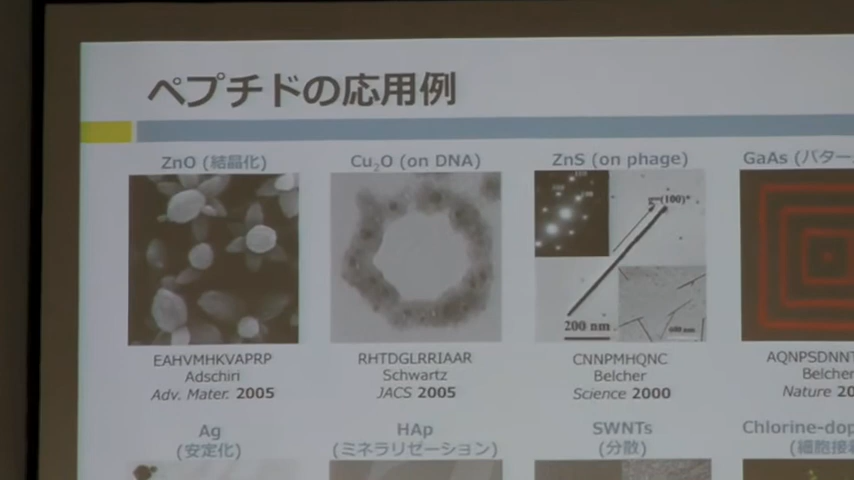 ペプチドの応用例
ZnO (結晶化)
EAHVMHKVAPRP
Adschiri
Adv. Mater. 2005
Cu₂O (on DNA)
RHTDGLRRIAAR
Schwartz
JACS 2005
ZnS (on phage)
(100)*
200 nm
CNNPMHQNC
Belcher
Science 2000
GaAs (パター
AQNPSDNNT
Belcher
Nature 20
Ag
(安定化)
HAp
(ミネラリゼーション)
SWNTs
(分散)
Chlorine-dop
(細胞接着